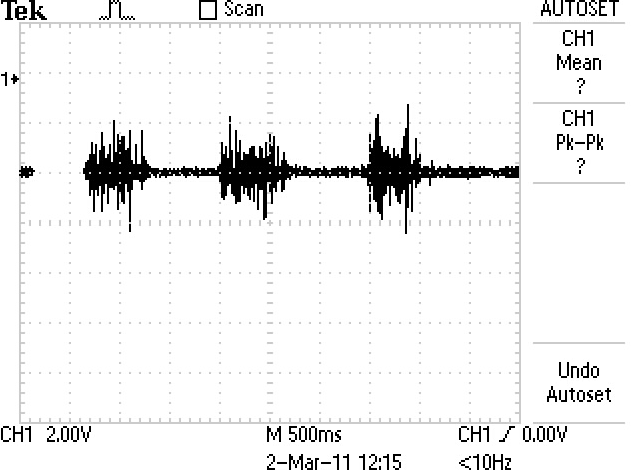 Tek
Scan
AUTOSET
CH1
Mean
?
1
CH1
Pk-Pk
?
Undo
Autoset
CH1 2.00V
M 500ms
CH1
0.00V
2-Mar-11 12:15
<10Hz